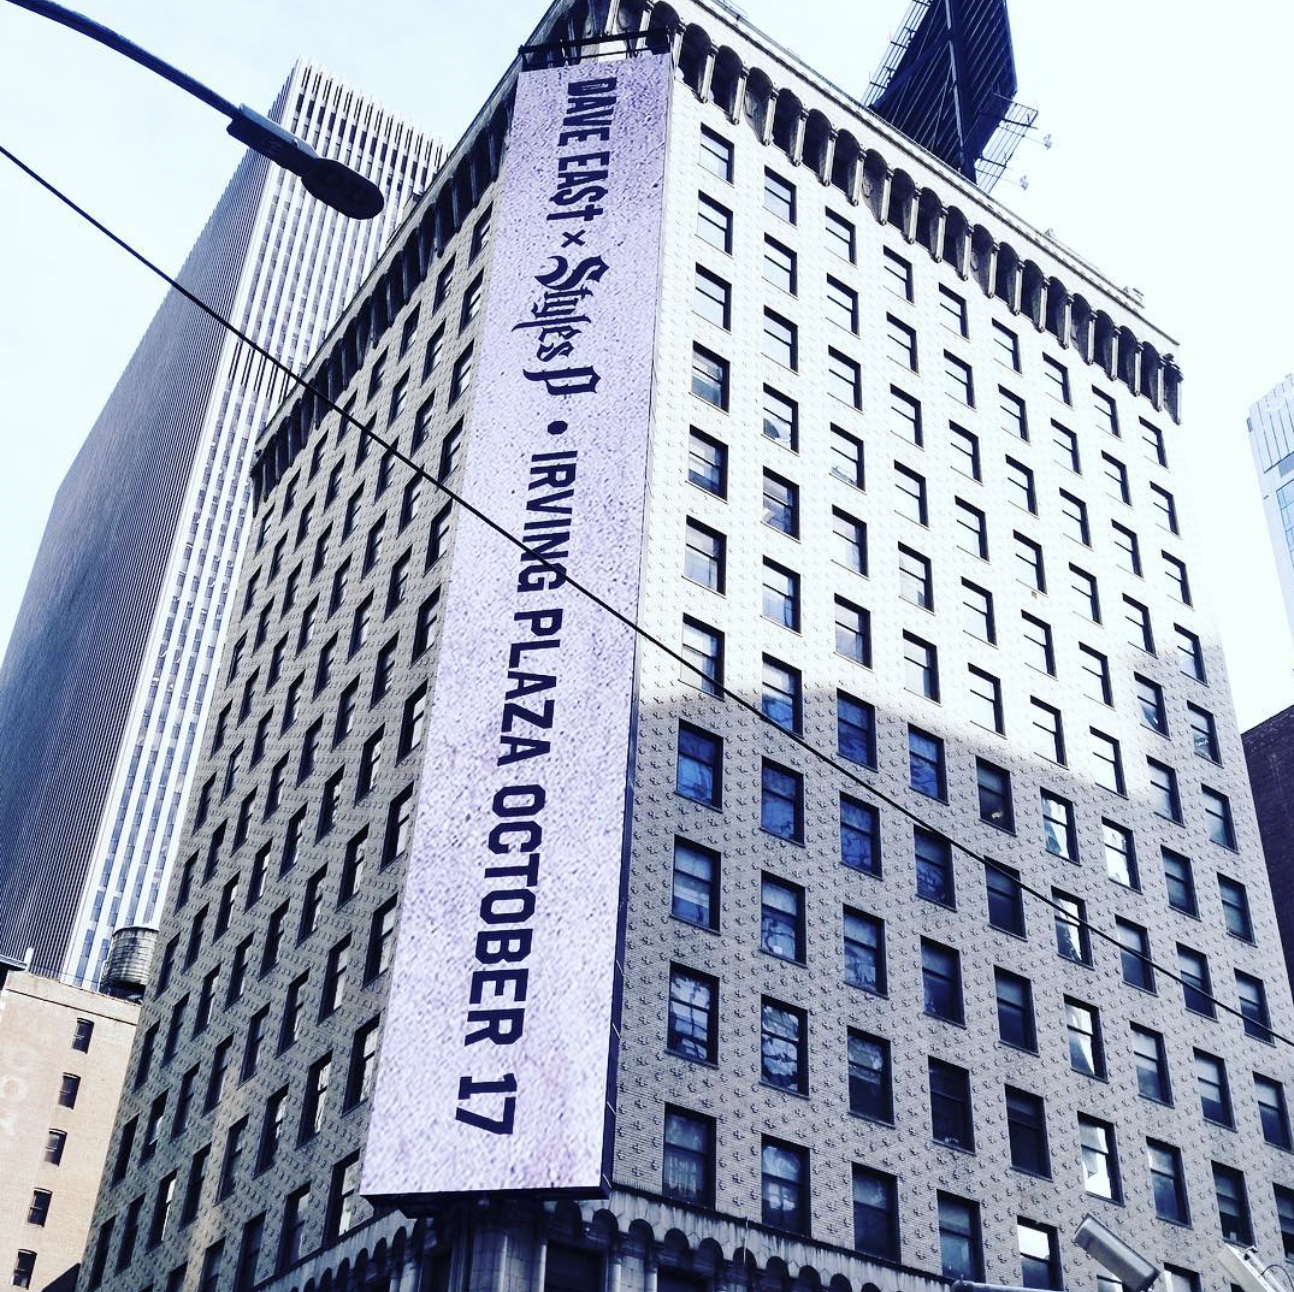 DAVE EAST × Styles P • IRVING PLAZA OCTOBER 17